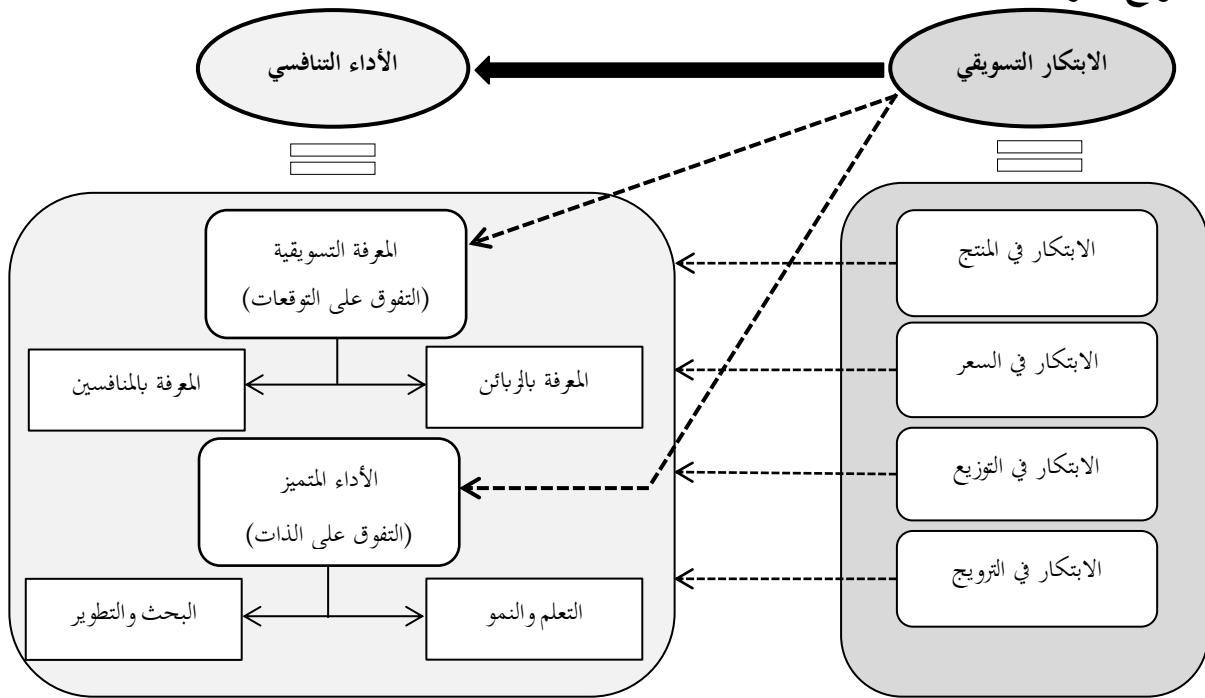 الابتكار التسويقي
الأداء التنافسي
الابتكار في المنتج
الابتكار في السعر
الابتكار في التوزيع
الابتكار في الترويج
المعرفة التسويقية
(التفوق على التوقعات)
المعرفة بالزبائن
المعرفة بالمنافسين
الأداء المتميز
(التفوق على الذات)
التعلم والنمو
البحث والتطوير